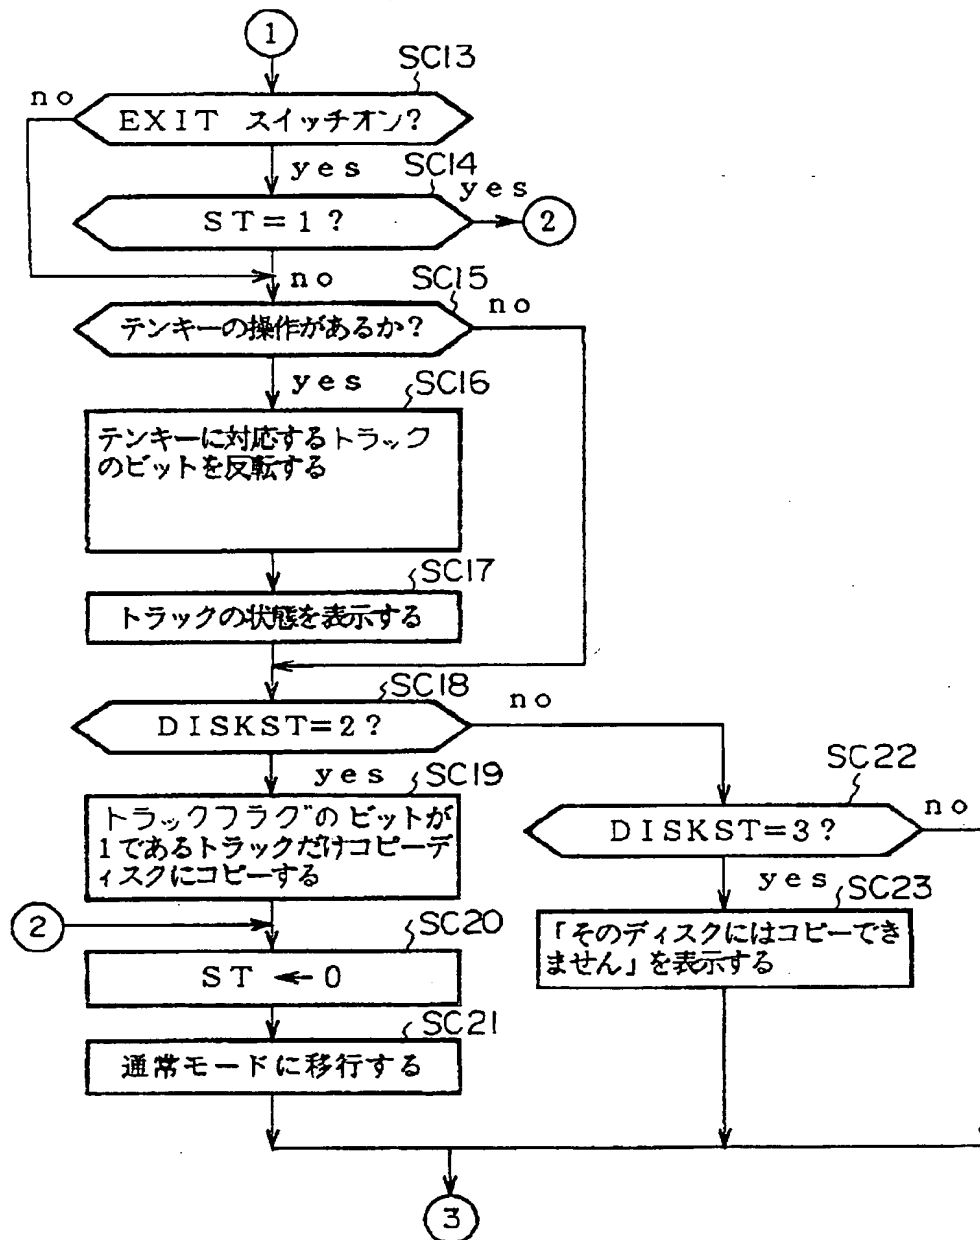 1
SC13
no
EXIT スイッチオン?
yes
SC14
yes
ST=1?
2
no
SC15
no
テンキーの操作があるか?
yes
SC16
テンキーに対応するトラック
のビットを反転する
SC17
トラックの状態を表示する
SC18
no
DISKST=2?
yes
SC19
トラックフラグのビットが
1であるトラックだけコピーデ
ィスクにコピーする
SC22
no
DISKST=3?
yes
SC23
「そのディスクにはコピーでき
ません」を表示する
2
SC20
ST ←0
SC21
通常モードに移行する
3